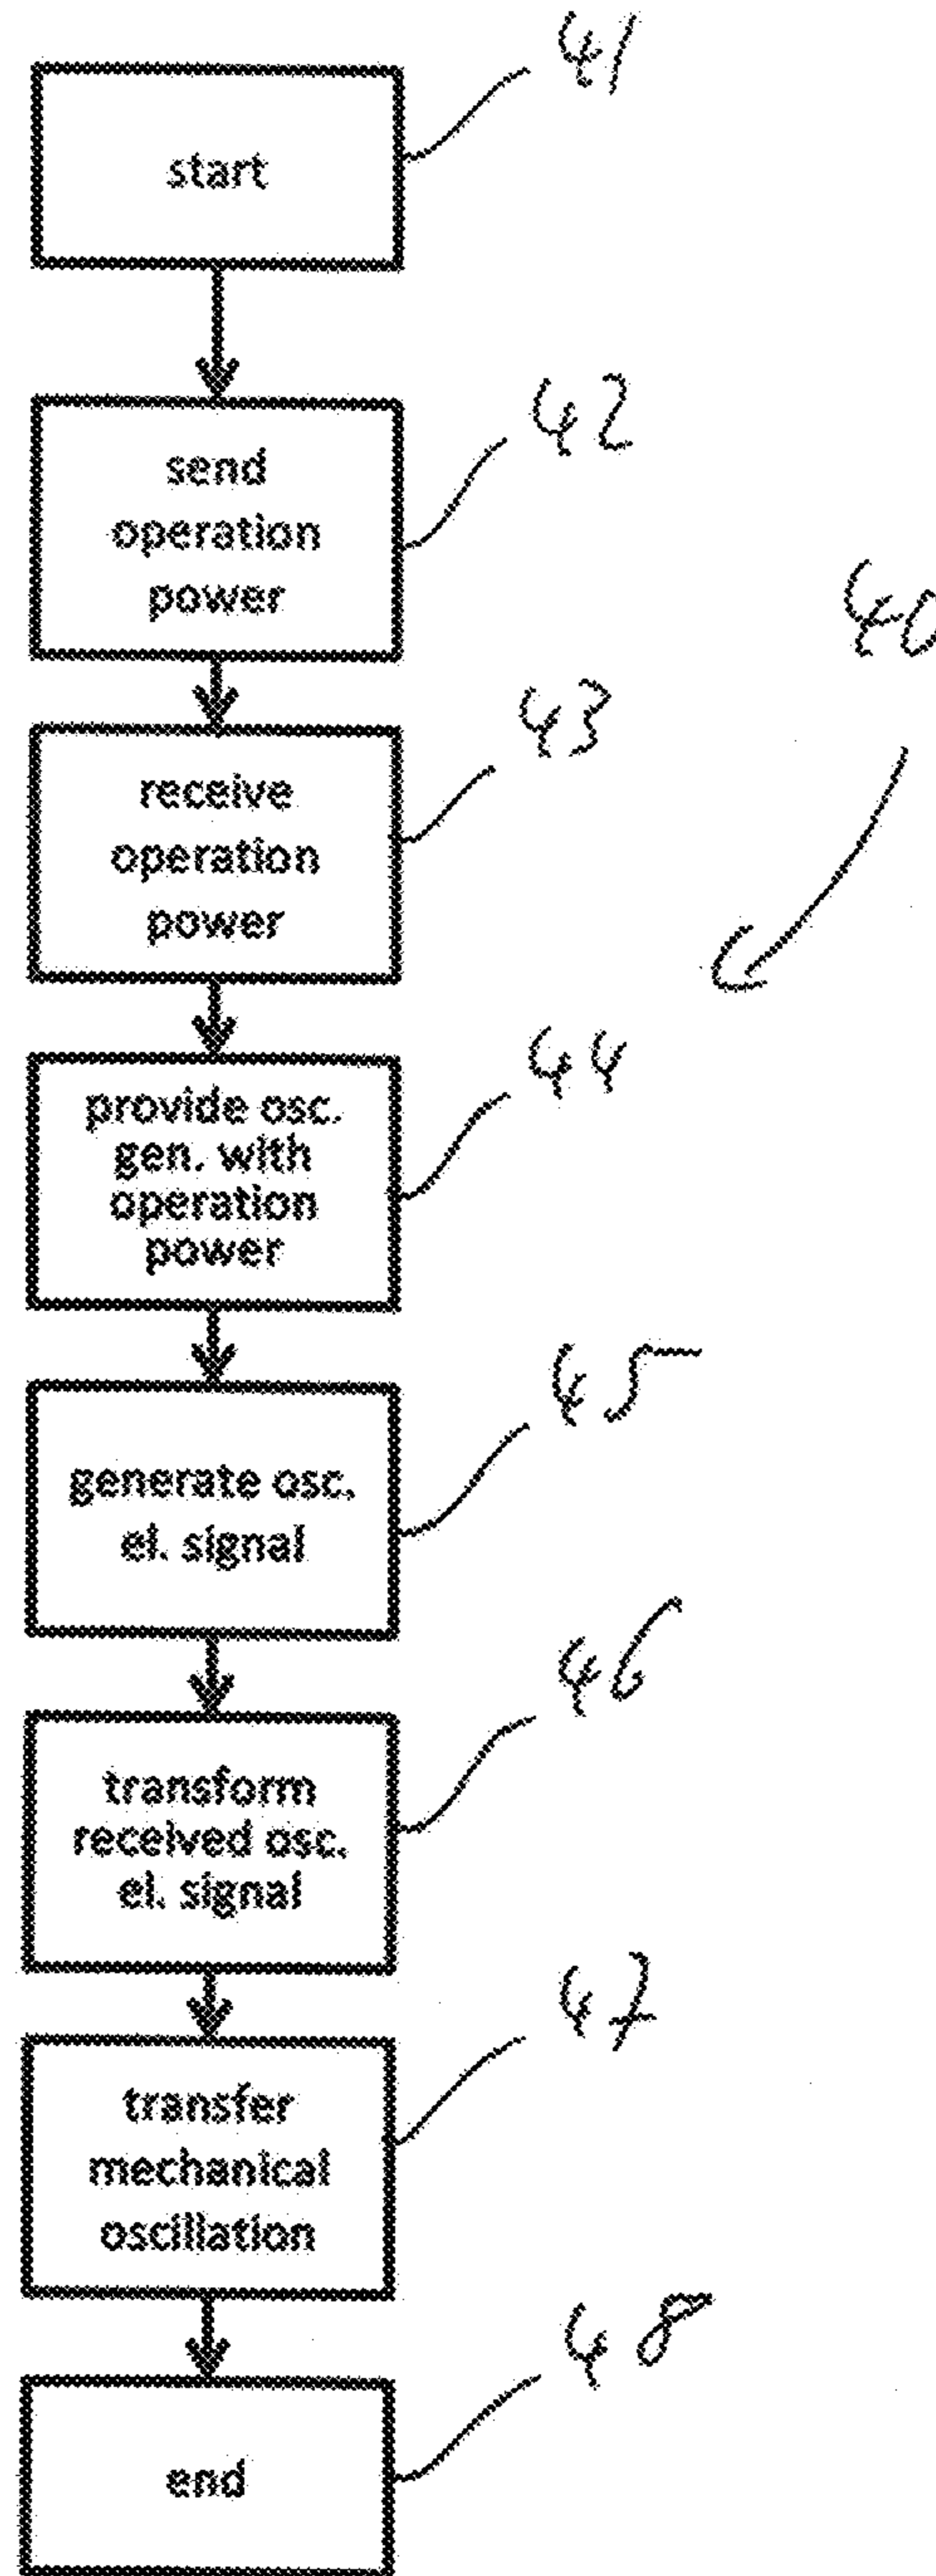 start
41
send
operation
power
42
receive
operation
power
43
40
provide osc.
gen. with
operation
power
44
generate osc.
el. signal
45
transform
received osc.
el. signal
46
transfer
mechanical
oscillation
47
end
48